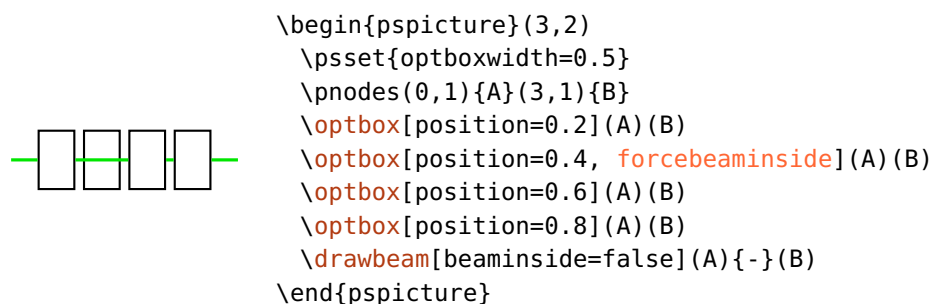 \begin{pspicture}(3,2)
\psset{optboxwidth=0.5}
\pnodes(0,1){A}(3,1){B}
\optbox[position=0.2](A)(B)
\optbox[position=0.4, forcebeaminside](A)(B)
\optbox[position=0.6](A)(B)
\optbox[position=0.8](A)(B)
\drawbeam[beaminside=false](A){-}(B)
\end{pspicture}